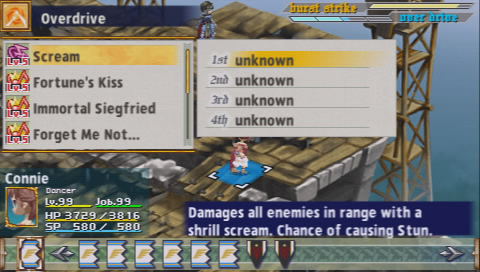 Overdrive
burst strike
over drive
Scream
Fortune's Kiss
Immortal Siegfried
Forget Me Not...
1st unknown
2nd unknown
3rd unknown
4th unknown
Connie
Dancer
Lv.99 Job.99
HP 3729/3816
SP 580/ 580
Damages all enemies in range with a
shrill scream. Chance of causing Stun.